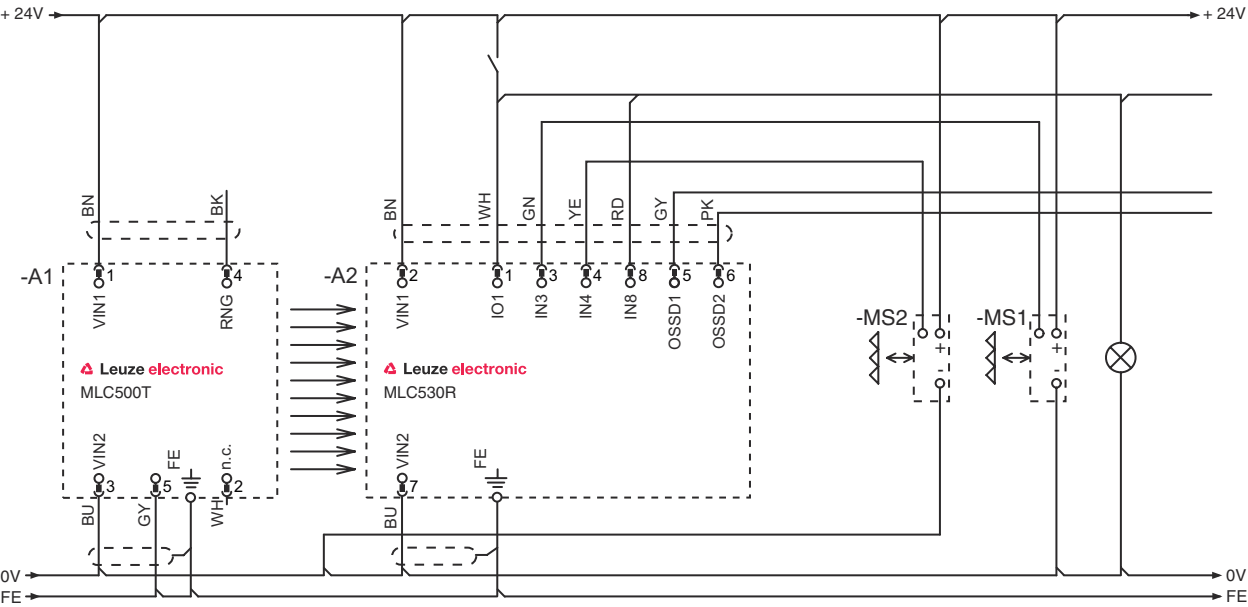 + 24V
+ 24V
BN
BK
BN
WH
GN
YE
RD
GY
PK
-A1
1
4
-A2
2
1
3
4
8
5
6
VIN1
RNG
VIN1
IO1
IN3
IN4
IN8
OSSD1
OSSD2
-MS2
-MS1
+
-
+
-
Leuze electronic
MLC500T
Leuze electronic
MLC530R
VIN2
FE
n.c.
VIN2
FE
3
5
2
7
BU
GY
WH
BU
0V
0V
FE
FE